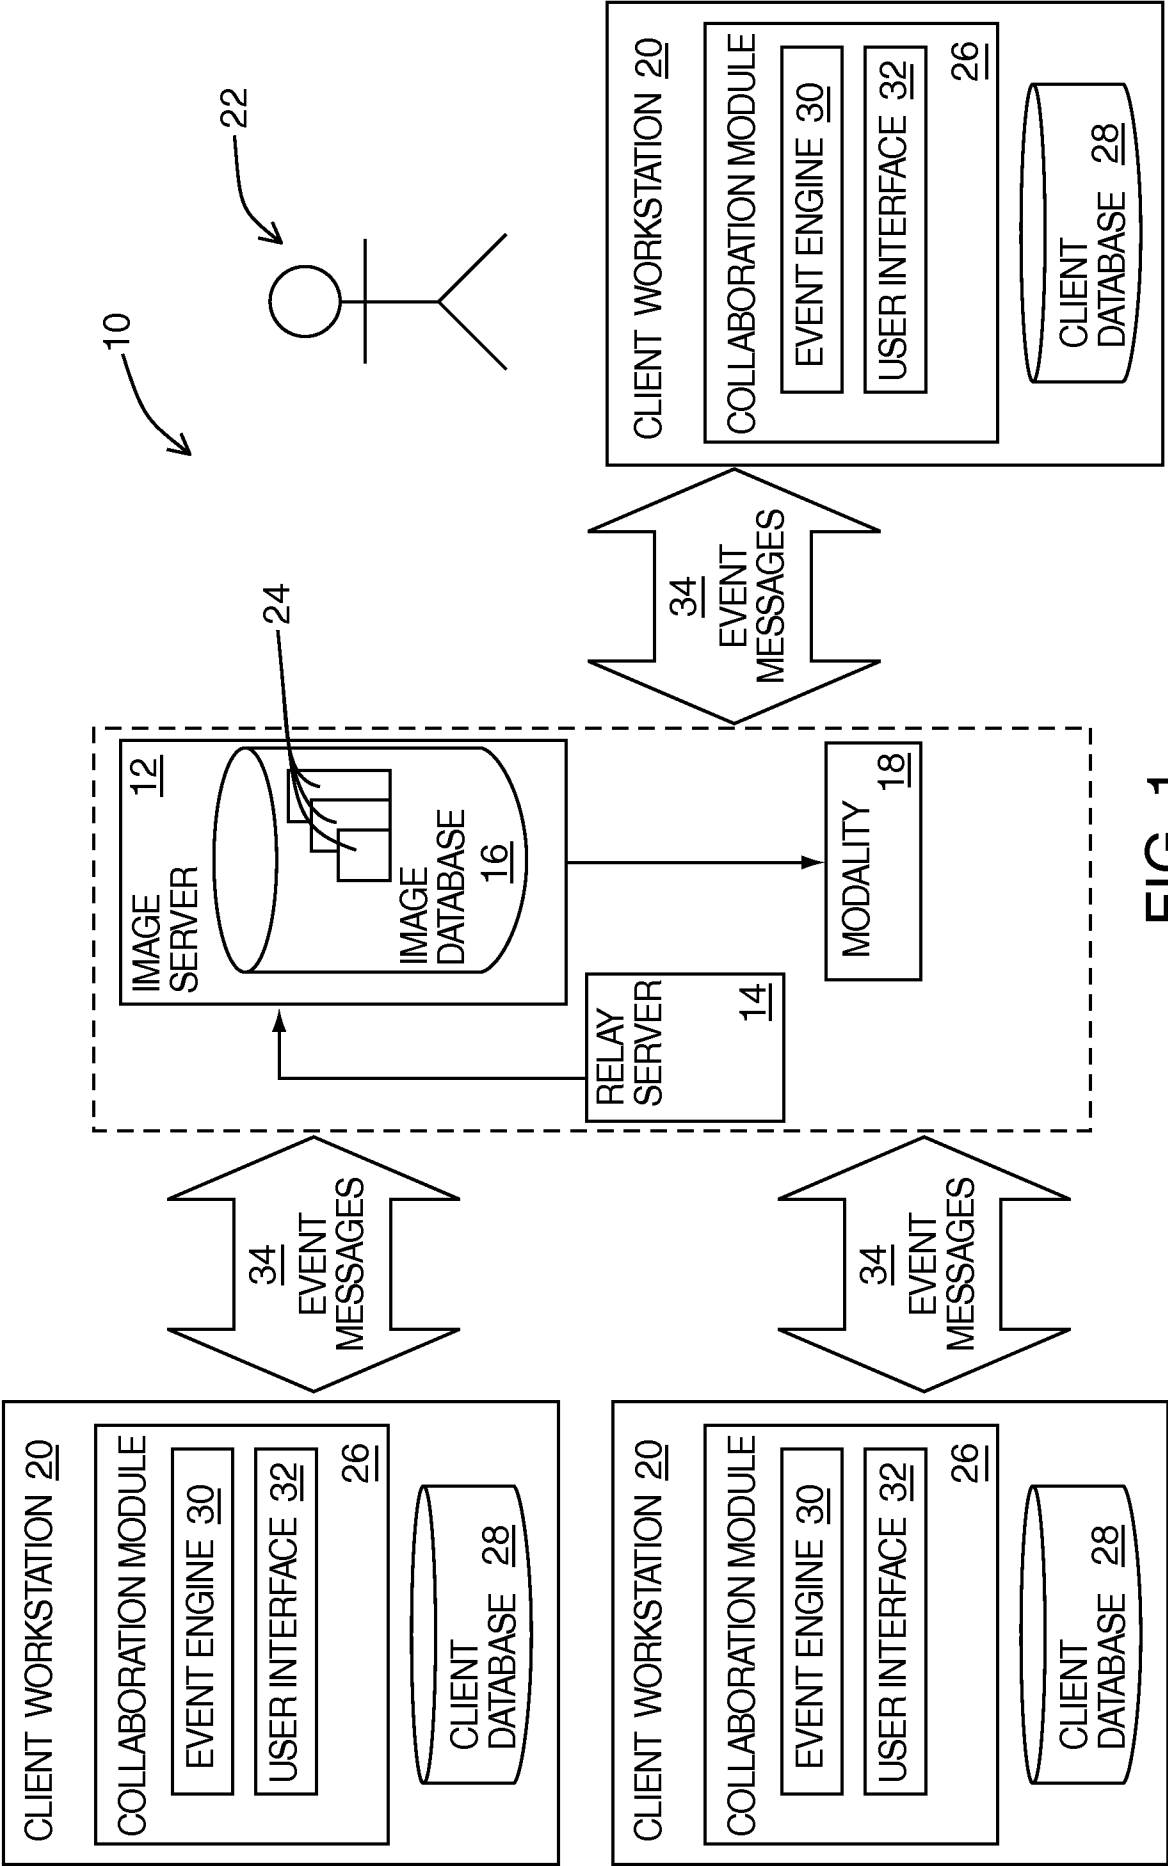 CLIENT WORKSTATION 20
COLLABORATION MODULE
EVENT ENGINE 30
USER INTERFACE 32
26
CLIENT
DATABASE 28
34
EVENT
MESSAGES
IMAGE
SERVER
12
24
IMAGE
DATABASE
16
10
22
RELAY
SERVER
14
MODALITY
18
CLIENT WORKSTATION 20
COLLABORATION MODULE
EVENT ENGINE 30
USER INTERFACE 32
26
CLIENT
DATABASE 28
34
EVENT
MESSAGES
34
EVENT
MESSAGES
CLIENT WORKSTATION 20
COLLABORATION MODULE
EVENT ENGINE 30
USER INTERFACE 32
26
CLIENT
DATABASE 28
FIG. 1